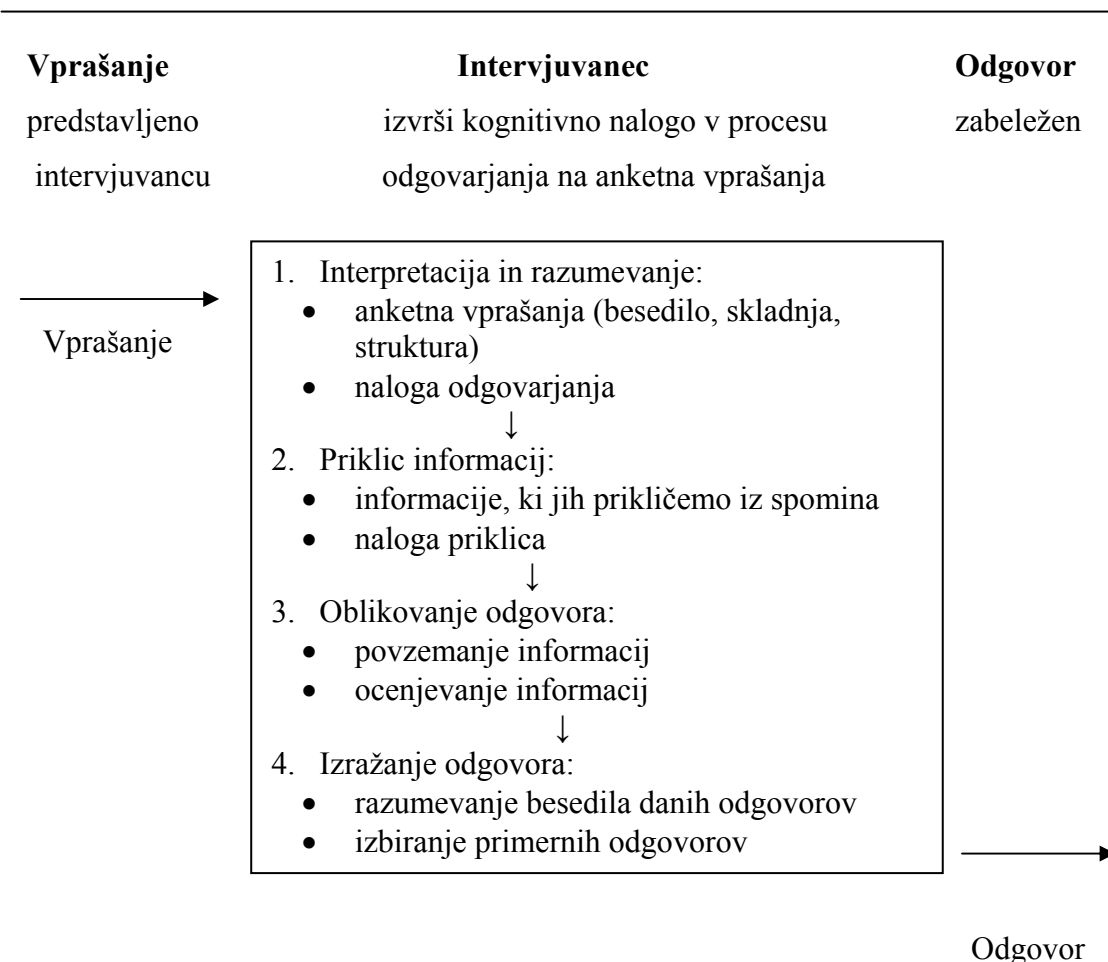 Vprašanje Intervjuvanec Odgovor
predstavljeno izvrši kognitivno nalogo v procesu zabeležen
intervjuvancu odgovarjanja na anketna vprašanja
Vprašanje
1. Interpretacija in razumevanje:
• anketna vprašanja (besedilo, skladnja,
struktura)
• naloga odgovarjanja
↓
2. Priklic informacij:
• informacije, ki jih prikličemo iz spomina
• naloga priklica
↓
3. Oblikovanje odgovora:
• povzemanje informacij
• ocenjevanje informacij
↓
4. Izražanje odgovora:
• razumevanje besedila danih odgovorov
• izbiranje primernih odgovorov
Odgovor